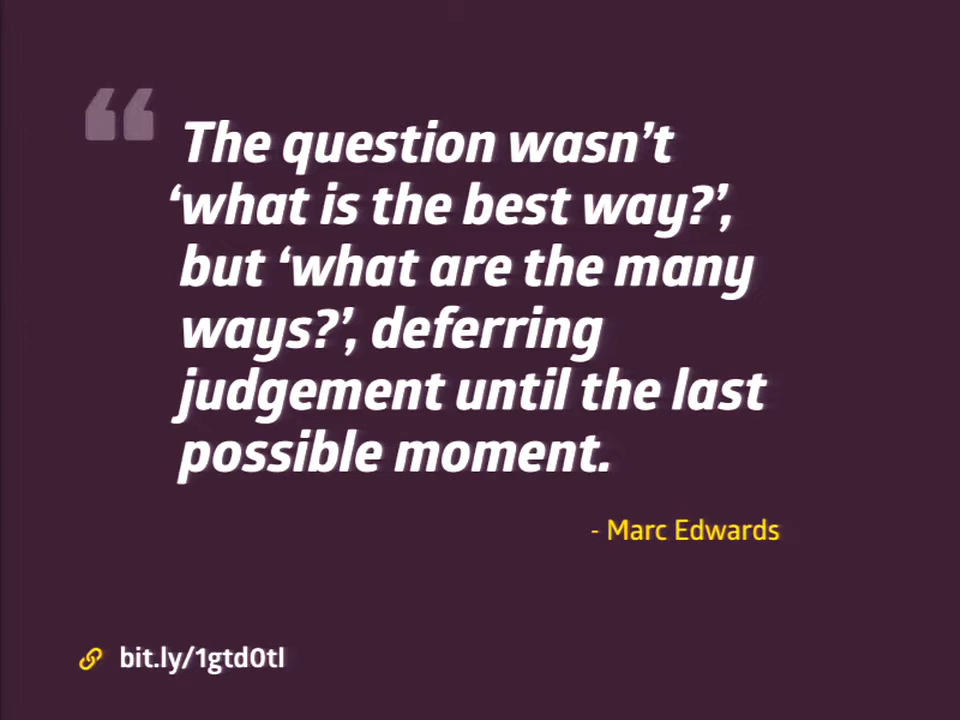 “ The question wasn’t
‘what is the best way?’,
but ‘what are the many
ways?’, deferring
judgement until the last
possible moment.
- Marc Edwards
bit.ly/1gtd0tl